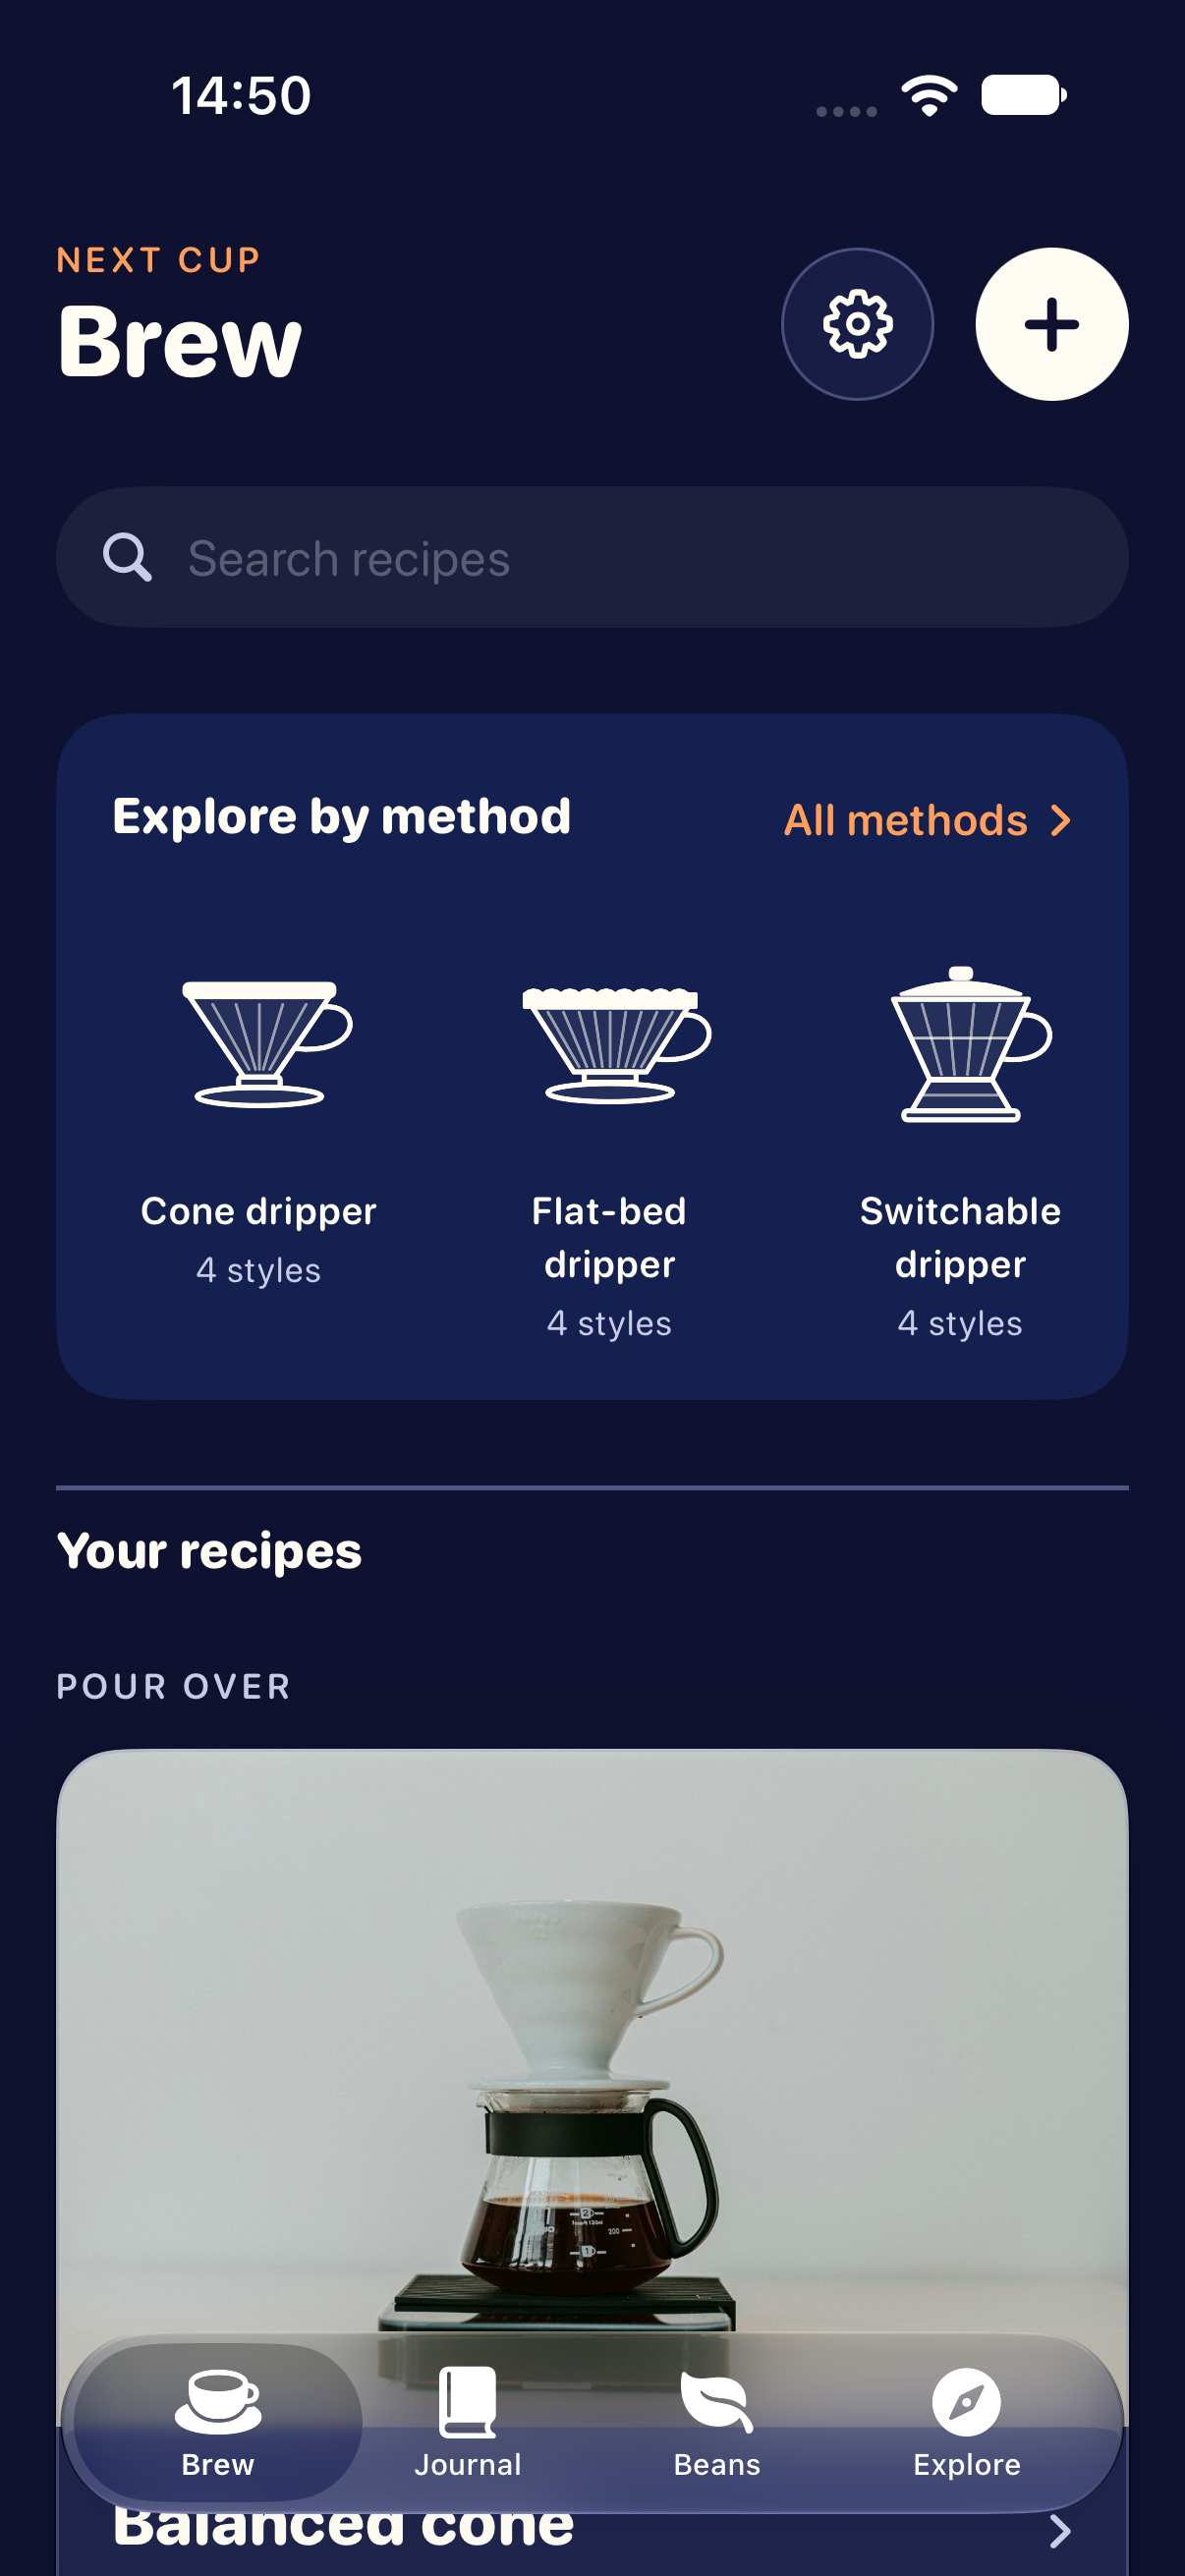 14:50
NEXT CUP
Brew
Search recipes
Explore by method
All methods
Cone dripper
4 styles
Flat-bed
dripper
4 styles
Switchable
dripper
4 styles
Your recipes
POUR OVER
200
Brew
Journal
Beans
Explore
Balanced cone